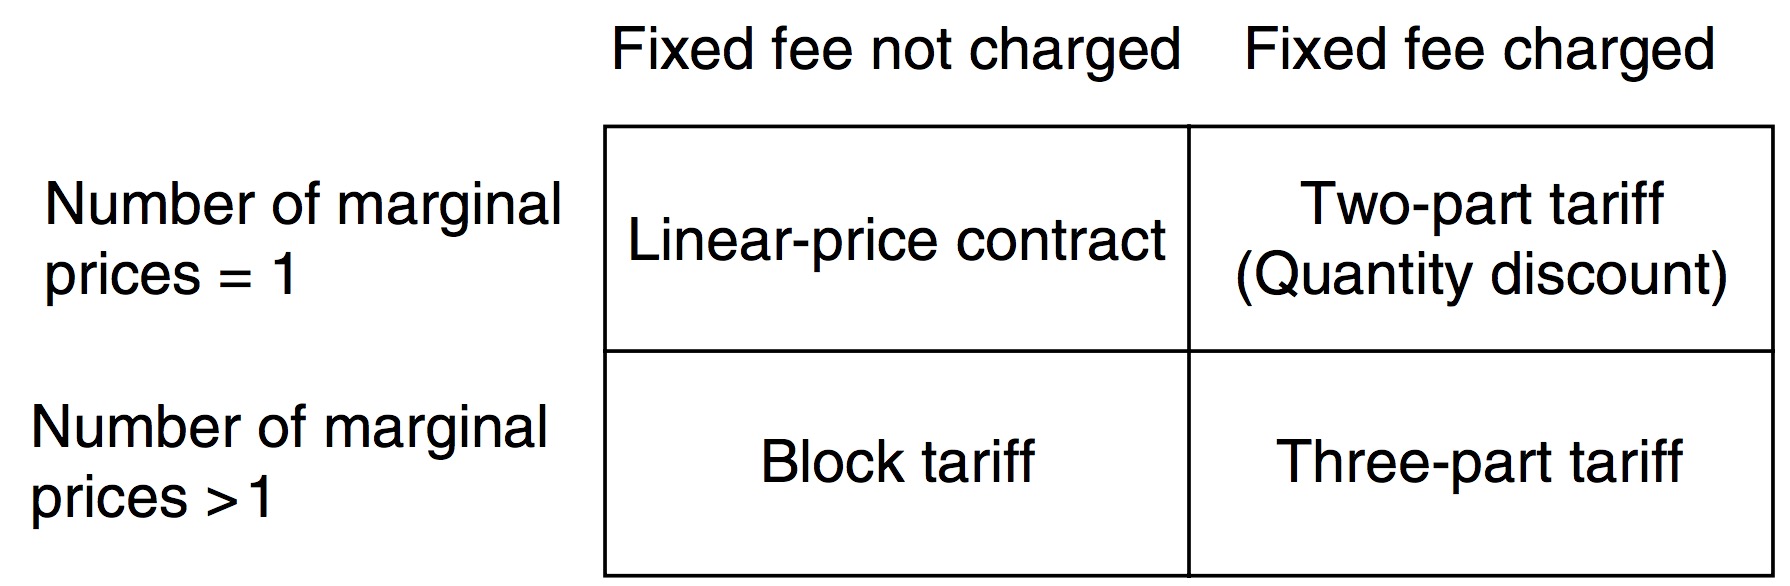 Fixed fee not charged
Fixed fee charged
Number of marginal
prices = 1
Linear-price contract
Two-part tariff
(Quantity discount)
Number of marginal
prices > 1
Block tariff
Three-part tariff